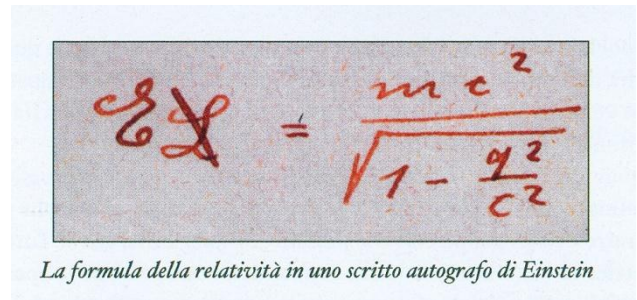 E L = mc² / √1 - q²/c²
La formula della relatività in uno scritto autografo di Einstein